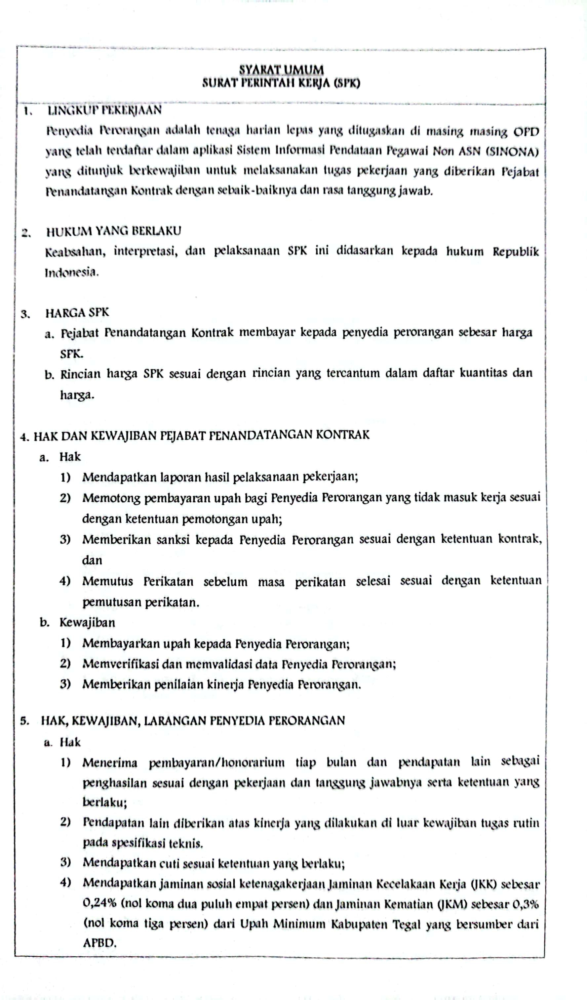 SYARAT UMUM
SURAT PERINTAH KERJA (SPK)
1. LINGKUP PEKERJAAN
Penyedia Perorangan adalah tenaga harian lepas yang ditugaskan di masing masing OPD
yang telah terdaftar dalam aplikasi Sistem Informasi Pendataan Pegawai Non ASN (SINONA)
yang ditunjuk berkewajiban untuk melaksanakan tugas pekerjaan yang diberikan Pejabat
Penandatangan Kontrak dengan sebaik-baiknya dan rasa tanggung jawab.
2. HUKUM YANG BERLAKU
Keabsahan, interpretasi, dan pelaksanaan SPK ini didasarkan kepada hukum Republik
Indonesia.
3. HARGA SPK
a. Pejabat Penandatangan Kontrak membayar kepada penyedia perorangan sebesar harga
SPK.
b. Rincian harga SPK sesuai dengan rincian yang tercantum dalam daftar kuantitas dan
harga.
4. HAK DAN KEWAJIBAN PEJABAT PENANDATANGAN KONTRAK
a. Hak
1) Mendapatkan laporan hasil pelaksanaan pekerjaan;
2) Memotong pembayaran upah bagi Penyedia Perorangan yang tidak masuk kerja sesuai
dengan ketentuan pemotongan upah;
3) Memberikan sanksi kepada Penyedia Perorangan sesuai dengan ketentuan kontrak,
dan
4) Memutus Perikatan sebelum masa perikatan selesai sesuai dengan ketentuan
pemutusan perikatan.
b. Kewajiban
1) Membayarkan upah kepada Penyedia Perorangan;
2) Memverifikasi dan memvalidasi data Penyedia Perorangan;
3) Memberikan penilaian kinerja Penyedia Perorangan.
5. HAK, KEWAJIBAN, LARANGAN PENYEDIA PERORANGAN
a. Hak
1) Menerima pembayaran/honorarium tiap bulan dan pendapatan lain sebagai
penghasilan sesuai dengan pekerjaan dan tanggung jawabnya serta ketentuan yang
berlaku;
2) Pendapatan lain diberikan atas kinerja yang dilakukan di luar kewajiban tugas rutin
pada spesifikasi teknis.
3) Mendapatkan cuti sesuai ketentuan yang berlaku;
4) Mendapatkan jaminan sosial ketenagakerjaan Jaminan Kecelakaan Kerja (JKK) sebesar
0,24% (nol koma dua puluh empat persen) dan Jaminan Kematian (JKM) sebesar 0,3%
(nol koma tiga persen) dari Upah Minimum Kabupaten Tegal yang bersumber dari
APBD.